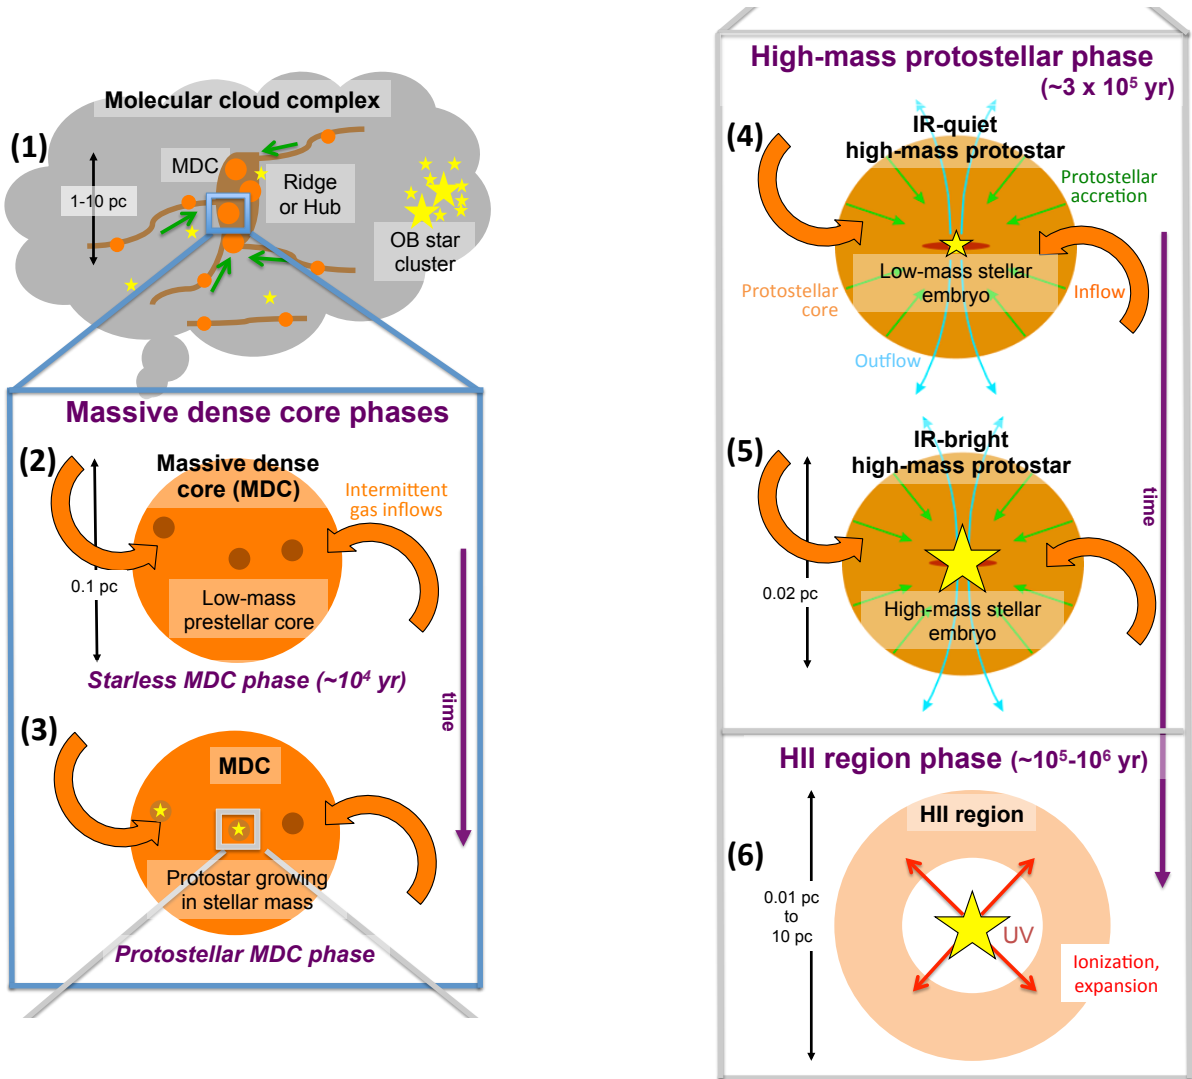 Molecular cloud complex
(1)
MDC
1-10 pc
Ridge
or Hub
OB star
cluster
Massive dense core phases
(2)
Massive dense
core (MDC)
Intermittent
gas inflows
0.1 pc
Low-mass
prestellar core
Starless MDC phase (~10⁴ yr)
time
(3)
MDC
Protostar growing
in stellar mass
Protostellar MDC phase
High-mass protostellar phase
(~3 x 10⁵ yr)
(4)
IR-quiet
high-mass protostar
Protostellar
accretion
Low-mass stellar
embryo
Protostellar
core
Inflow
Outflow
(5)
IR-bright
high-mass protostar
time
0.02 pc
High-mass stellar
embryo
HII region phase (~10⁵-10⁶ yr)
HII region
(6)
0.01 pc
to
10 pc
UV
Ionization,
expansion